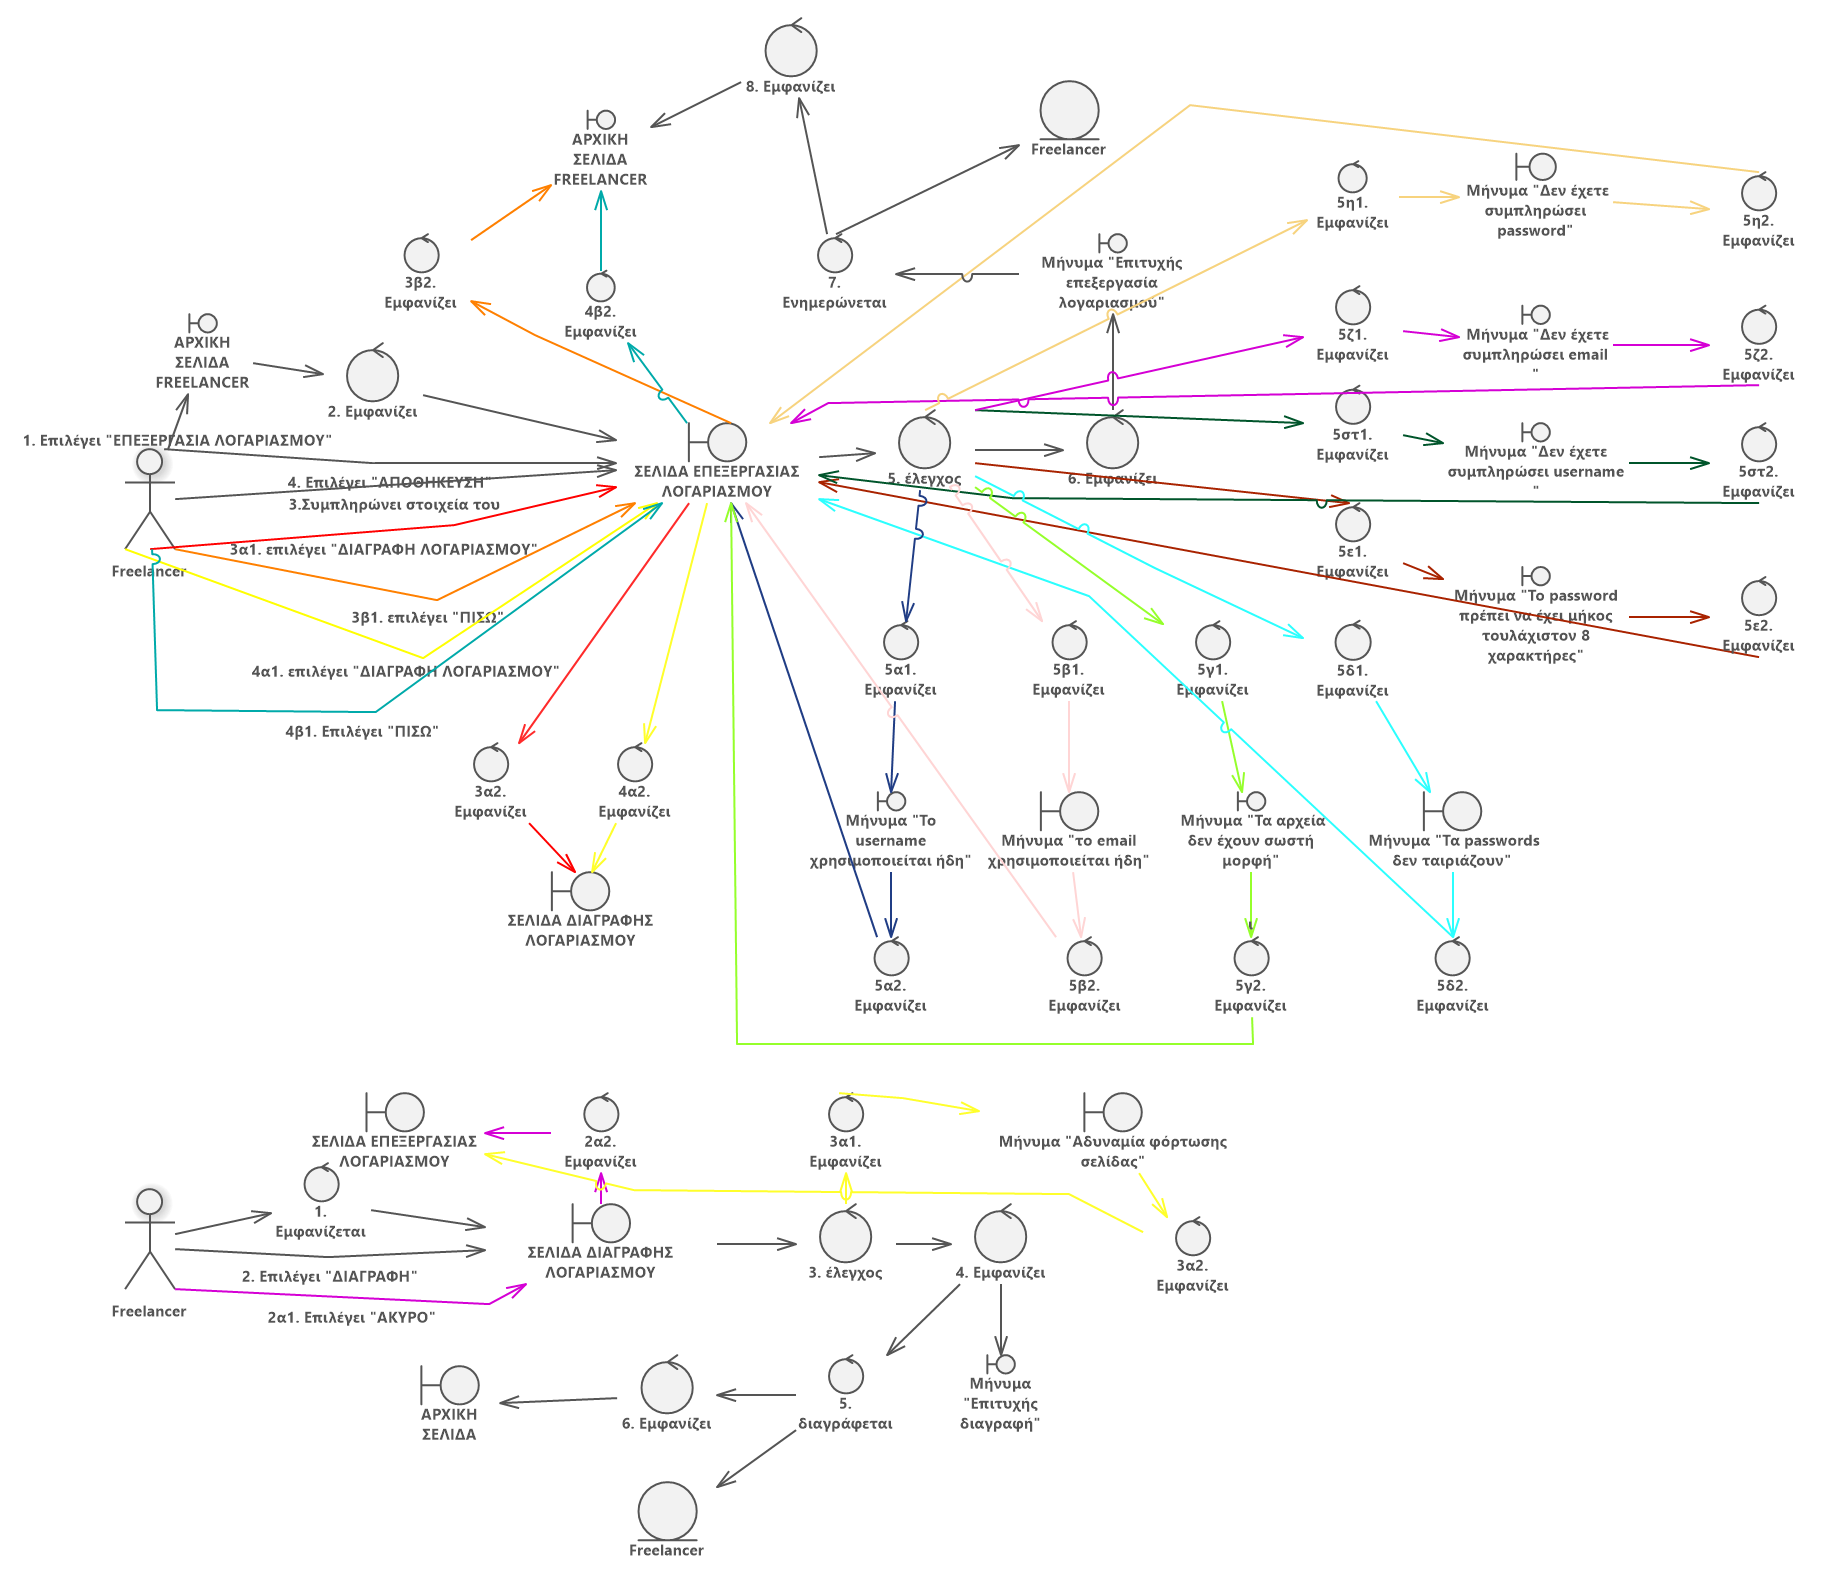 8. Εμφανίζει
ΑΡΧΙΚΗ
ΣΕΛΙΔΑ
FREELANCER
Freelancer
5η1.
Εμφανίζει
Μήνυμα "Δεν έχετε
συμπληρώσει
password"
5η2.
Εμφανίζει
3β2.
Εμφανίζει
4β2.
Εμφανίζει
7.
Ενημερώνεται
Μήνυμα "Επιτυχής
επεξεργασία
λογαριασμού"
ΑΡΧΙΚΗ
ΣΕΛΙΔΑ
FREELANCER
2. Εμφανίζει
5ζ1.
Εμφανίζει
Μήνυμα "Δεν έχετε
συμπληρώσει email
"
5ζ2.
Εμφανίζει
1. Επιλέγει "ΕΠΕΞΕΡΓΑΣΙΑ ΛΟΓΑΡΙΑΣΜΟΥ"
4. Επιλέγει "ΑΠΟΘΗΚΕΥΣΗ"
3.Συμπληρώνει στοιχεία του
3α1. επιλέγει "ΔΙΑΓΡΑΦΗ ΛΟΓΑΡΙΑΣΜΟΥ"
Freelancer
3β1. επιλέγει "ΠΙΣΩ"
4α1. επιλέγει "ΔΙΑΓΡΑΦΗ ΛΟΓΑΡΙΑΣΜΟΥ"
4β1. Επιλέγει "ΠΙΣΩ"
ΣΕΛΙΔΑ ΕΠΕΞΕΡΓΑΣΙΑΣ
ΛΟΓΑΡΙΑΣΜΟΥ
5. έλεγχος
6. Εμφανίζει
5στ1.
Εμφανίζει
Μήνυμα "Δεν έχετε
συμπληρώσει username
"
5στ2.
Εμφανίζει
5ε1.
Εμφανίζει
Μήνυμα "Το password
πρέπει να έχει μήκος
τουλάχιστον 8
χαρακτήρες"
5ε2.
Εμφανίζει
5α1.
Εμφανίζει
5β1.
Εμφανίζει
5γ1.
Εμφανίζει
5δ1.
Εμφανίζει
3α2.
Εμφανίζει
4α2.
Εμφανίζει
Μήνυμα "Το
username
χρησιμοποιείται ήδη"
Μήνυμα "το email
χρησιμοποιείται ήδη"
Μήνυμα "Τα αρχεία
δεν έχουν σωστή
μορφή"
Μήνυμα "Τα passwords
δεν ταιριάζουν"
ΣΕΛΙΔΑ ΔΙΑΓΡΑΦΗΣ
ΛΟΓΑΡΙΑΣΜΟΥ
5α2.
Εμφανίζει
5β2.
Εμφανίζει
5γ2.
Εμφανίζει
5δ2.
Εμφανίζει
ΣΕΛΙΔΑ ΕΠΕΞΕΡΓΑΣΙΑΣ
ΛΟΓΑΡΙΑΣΜΟΥ
2α2.
Εμφανίζει
3α1.
Εμφανίζει
Μήνυμα "Αδυναμία φόρτωσης
σελίδας"
1.
Εμφανίζεται
ΣΕΛΙΔΑ ΔΙΑΓΡΑΦΗΣ
ΛΟΓΑΡΙΑΣΜΟΥ
3. έλεγχος
4. Εμφανίζει
3α2.
Εμφανίζει
2. Επιλέγει "ΔΙΑΓΡΑΦΗ"
Freelancer
2α1. Επιλέγει "ΑΚΥΡΟ"
ΑΡΧΙΚΗ
ΣΕΛΙΔΑ
6. Εμφανίζει
5.
διαγράφεται
Μήνυμα
"Επιτυχής
διαγραφή"
Freelancer